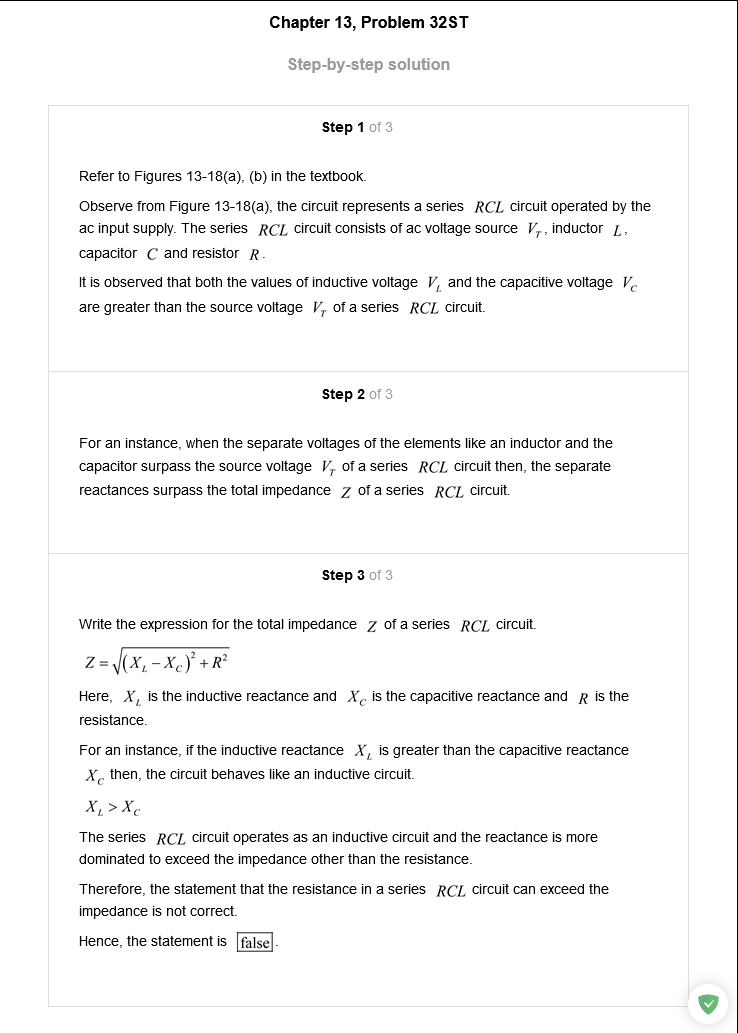 Chapter 13, Problem 32ST
Step-by-step solution
Step 1 of 3
Refer to Figures 13-18(a), (b) in the textbook.
Observe from Figure 13-18(a), the circuit represents a series RCL circuit operated by the
ac input supply. The series RCL circuit consists of ac voltage source V_T, inductor L,
capacitor C and resistor R.
It is observed that both the values of inductive voltage V_L and the capacitive voltage V_C
are greater than the source voltage V_T of a series RCL circuit.
Step 2 of 3
For an instance, when the separate voltages of the elements like an inductor and the
capacitor surpass the source voltage V_T of a series RCL circuit then, the separate
reactances surpass the total impedance Z of a series RCL circuit.
Step 3 of 3
Write the expression for the total impedance Z of a series RCL circuit.
Z = √((X_L − X_C)² + R²)
Here, X_L is the inductive reactance and X_C is the capacitive reactance and R is the
resistance.
For an instance, if the inductive reactance X_L is greater than the capacitive reactance
X_C then, the circuit behaves like an inductive circuit.
X_L > X_C
The series RCL circuit operates as an inductive circuit and the reactance is more
dominated to exceed the impedance other than the resistance.
Therefore, the statement that the resistance in a series RCL circuit can exceed the
impedance is not correct.
Hence, the statement is false.